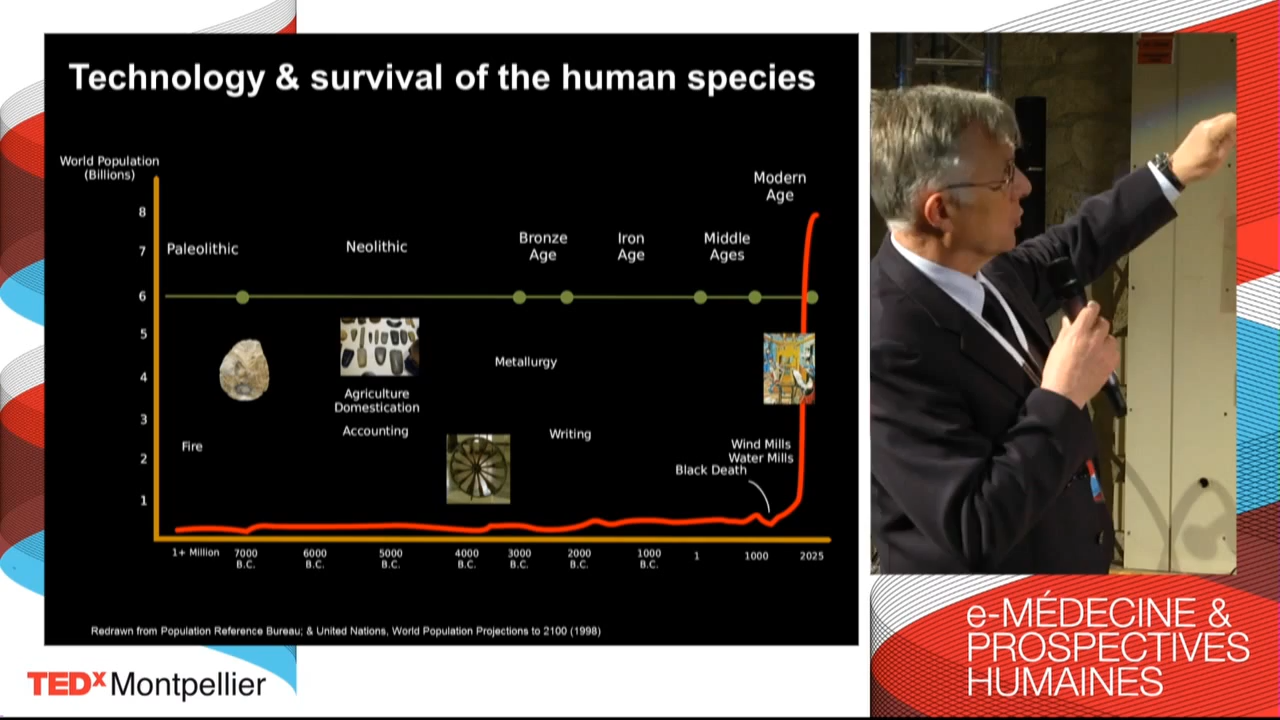 Technology & survival of the human species
World Population
(Billions)
8
7
6
5
4
3
2
1
Paleolithic
Neolithic
Bronze
Age
Iron
Age
Middle
Ages
Modern
Age
Metallurgy
Agriculture
Domestication
Accounting
Fire
Writing
Wind Mills
Water Mills
Black Death
1+ Million
7000
B.C.
6000
B.C.
5000
B.C.
4000
B.C.
3000
B.C.
2000
B.C.
1000
B.C.
1
1000
2025
Redrawn from Population Reference Bureau; & United Nations, World Population Projections to 2100 (1998)
TEDx Montpellier
e-MÉDECINE &
PROSPECTIVES
HUMAINES